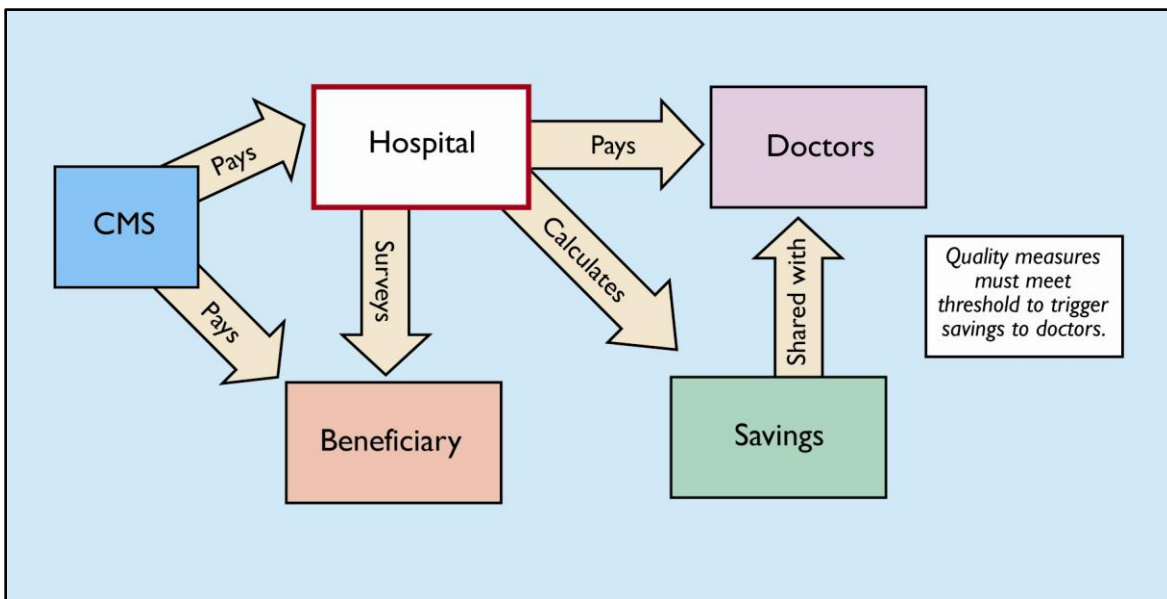 Hospital
Pays
Doctors
Pays
CMS
Surveys
Calculates
Shared with
Quality measures
must meet
threshold to trigger
savings to doctors.
Pays
Beneficiary
Savings